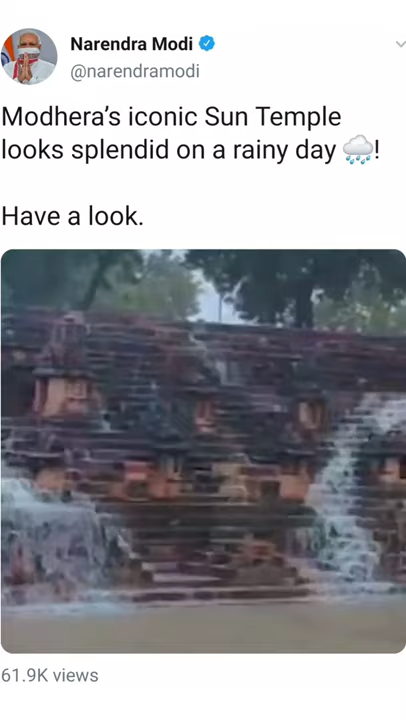 Narendra Modi
@narendramodi
Modhera's iconic Sun Temple
looks splendid on a rainy day 🌧️!
Have a look.
61.9K views